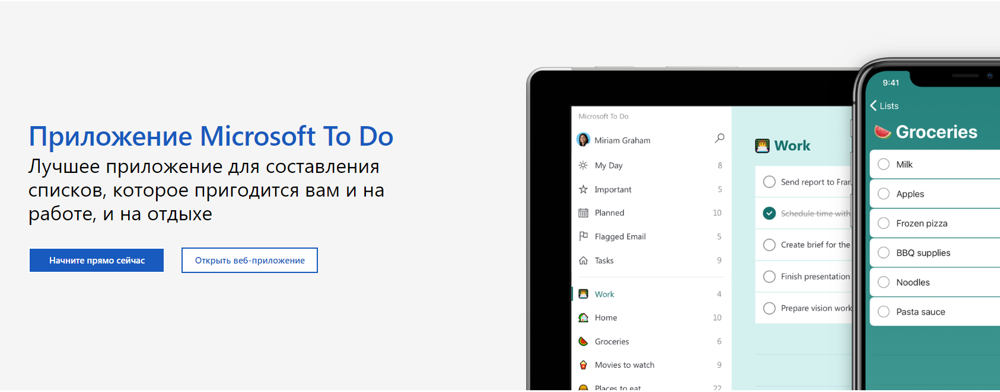 Приложение Microsoft To Do
Лучшее приложение для составления
списков, которое пригодится вам и на
работе, и на отдыхе
Начните прямо сейчас
Открыть веб-приложение
Microsoft To Do
Miriam Graham
My Day 8
Important 5
Planned 10
Flagged Email 5
Tasks 9
Work 4
Home 10
Groceries 6
Movies to watch 9
Places to eat 22
Work
Send report to
Schedule time with
Create brief for the
Finish presentation
Prepare vision work
9:41
Lists
Groceries
Milk
Apples
Frozen pizza
BBQ supplies
Noodles
Pasta sauce